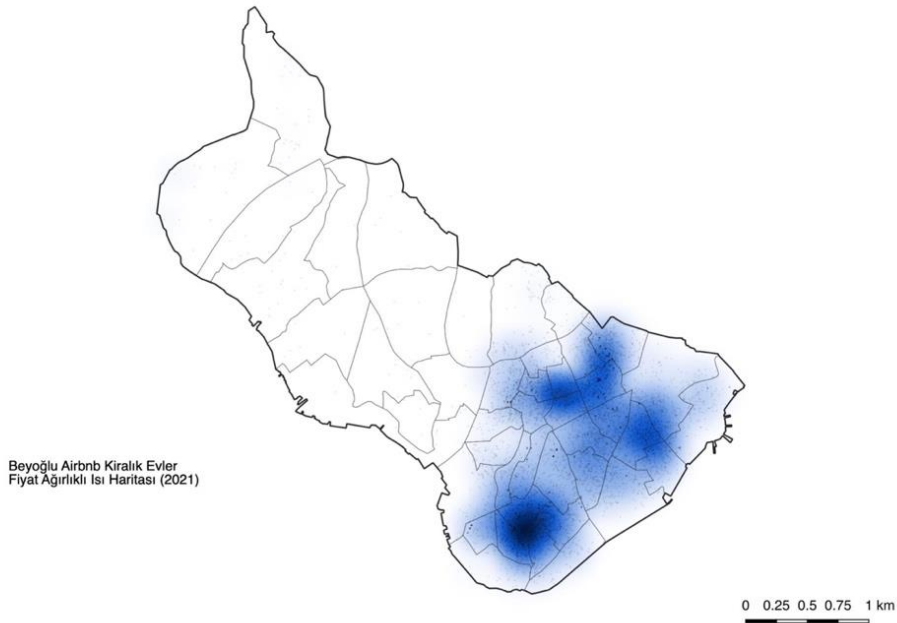 Beyoğlu Airbnb Kiralık Evler
Fiyat Ağırlıklı Isı Haritası (2021)
0 0.25 0.5 0.75 1 km